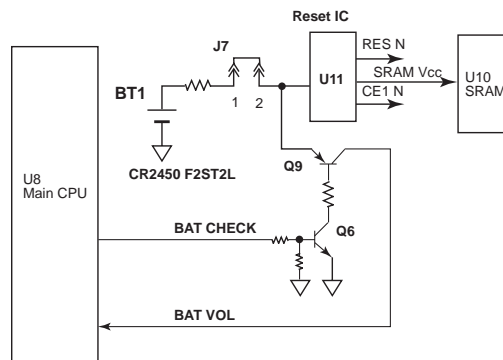 Reset IC
J7
RES N
U11
SRAM Vcc
U10
SRAM
CE1 N
BT1
1
2
CR2450 F2ST2L
Q9
U8
Main CPU
BAT CHECK
Q6
BAT VOL